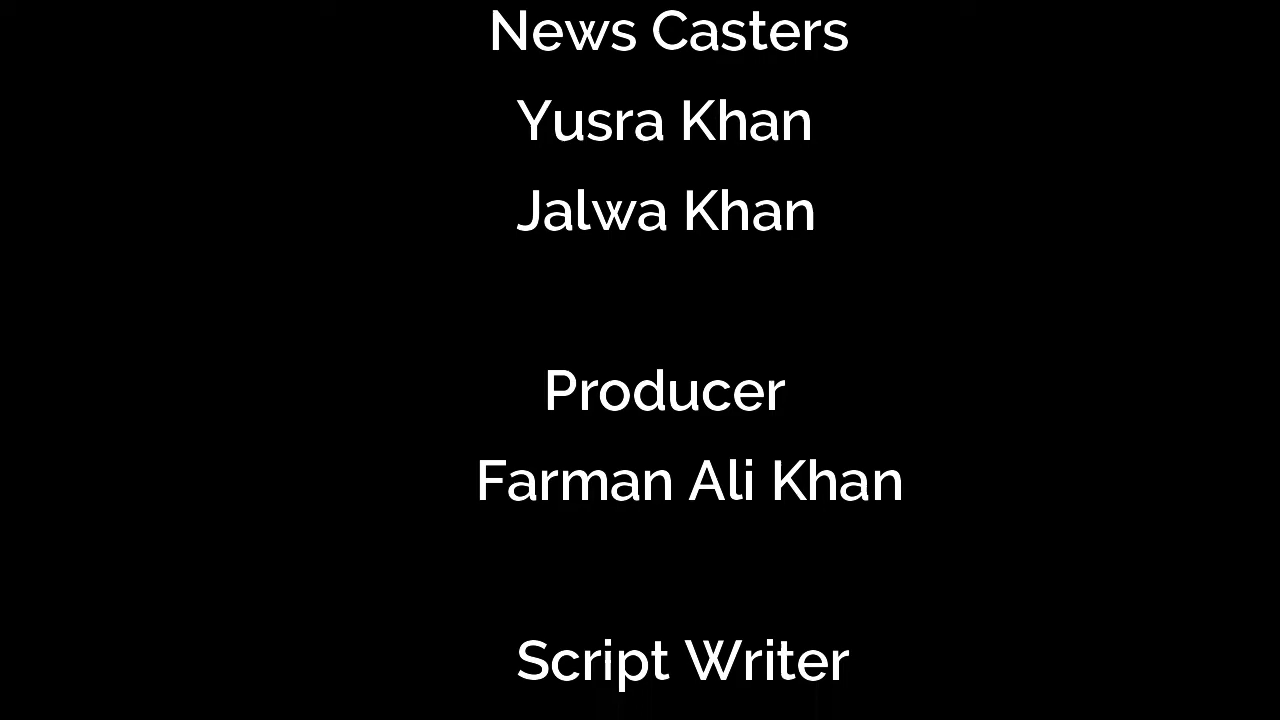 News Casters
Yusra Khan
Jalwa Khan
Producer
Farman Ali Khan
Script Writer